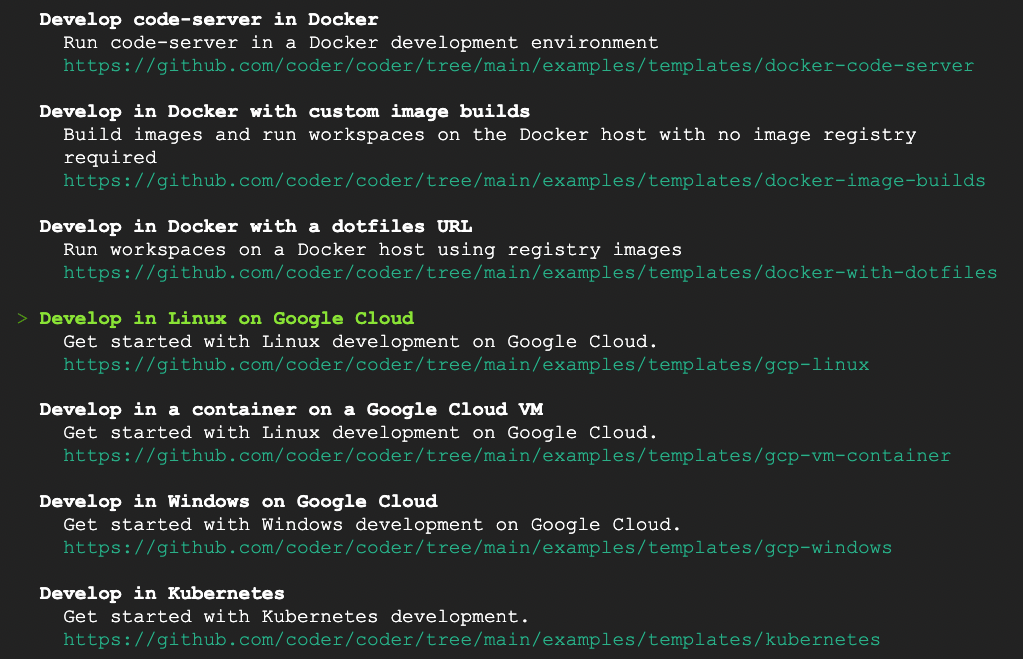 Develop code-server in Docker
Run code-server in a Docker development environment
https://github.com/coder/coder/tree/main/examples/templates/docker-code-server
Develop in Docker with custom image builds
Build images and run workspaces on the Docker host with no image registry
required
https://github.com/coder/coder/tree/main/examples/templates/docker-image-builds
Develop in Docker with a dotfiles URL
Run workspaces on a Docker host using registry images
https://github.com/coder/coder/tree/main/examples/templates/docker-with-dotfiles
> Develop in Linux on Google Cloud
Get started with Linux development on Google Cloud.
https://github.com/coder/coder/tree/main/examples/templates/gcp-linux
Develop in a container on a Google Cloud VM
Get started with Linux development on Google Cloud.
https://github.com/coder/coder/tree/main/examples/templates/gcp-vm-container
Develop in Windows on Google Cloud
Get started with Windows development on Google Cloud.
https://github.com/coder/coder/tree/main/examples/templates/gcp-windows
Develop in Kubernetes
Get started with Kubernetes development.
https://github.com/coder/coder/tree/main/examples/templates/kubernetes